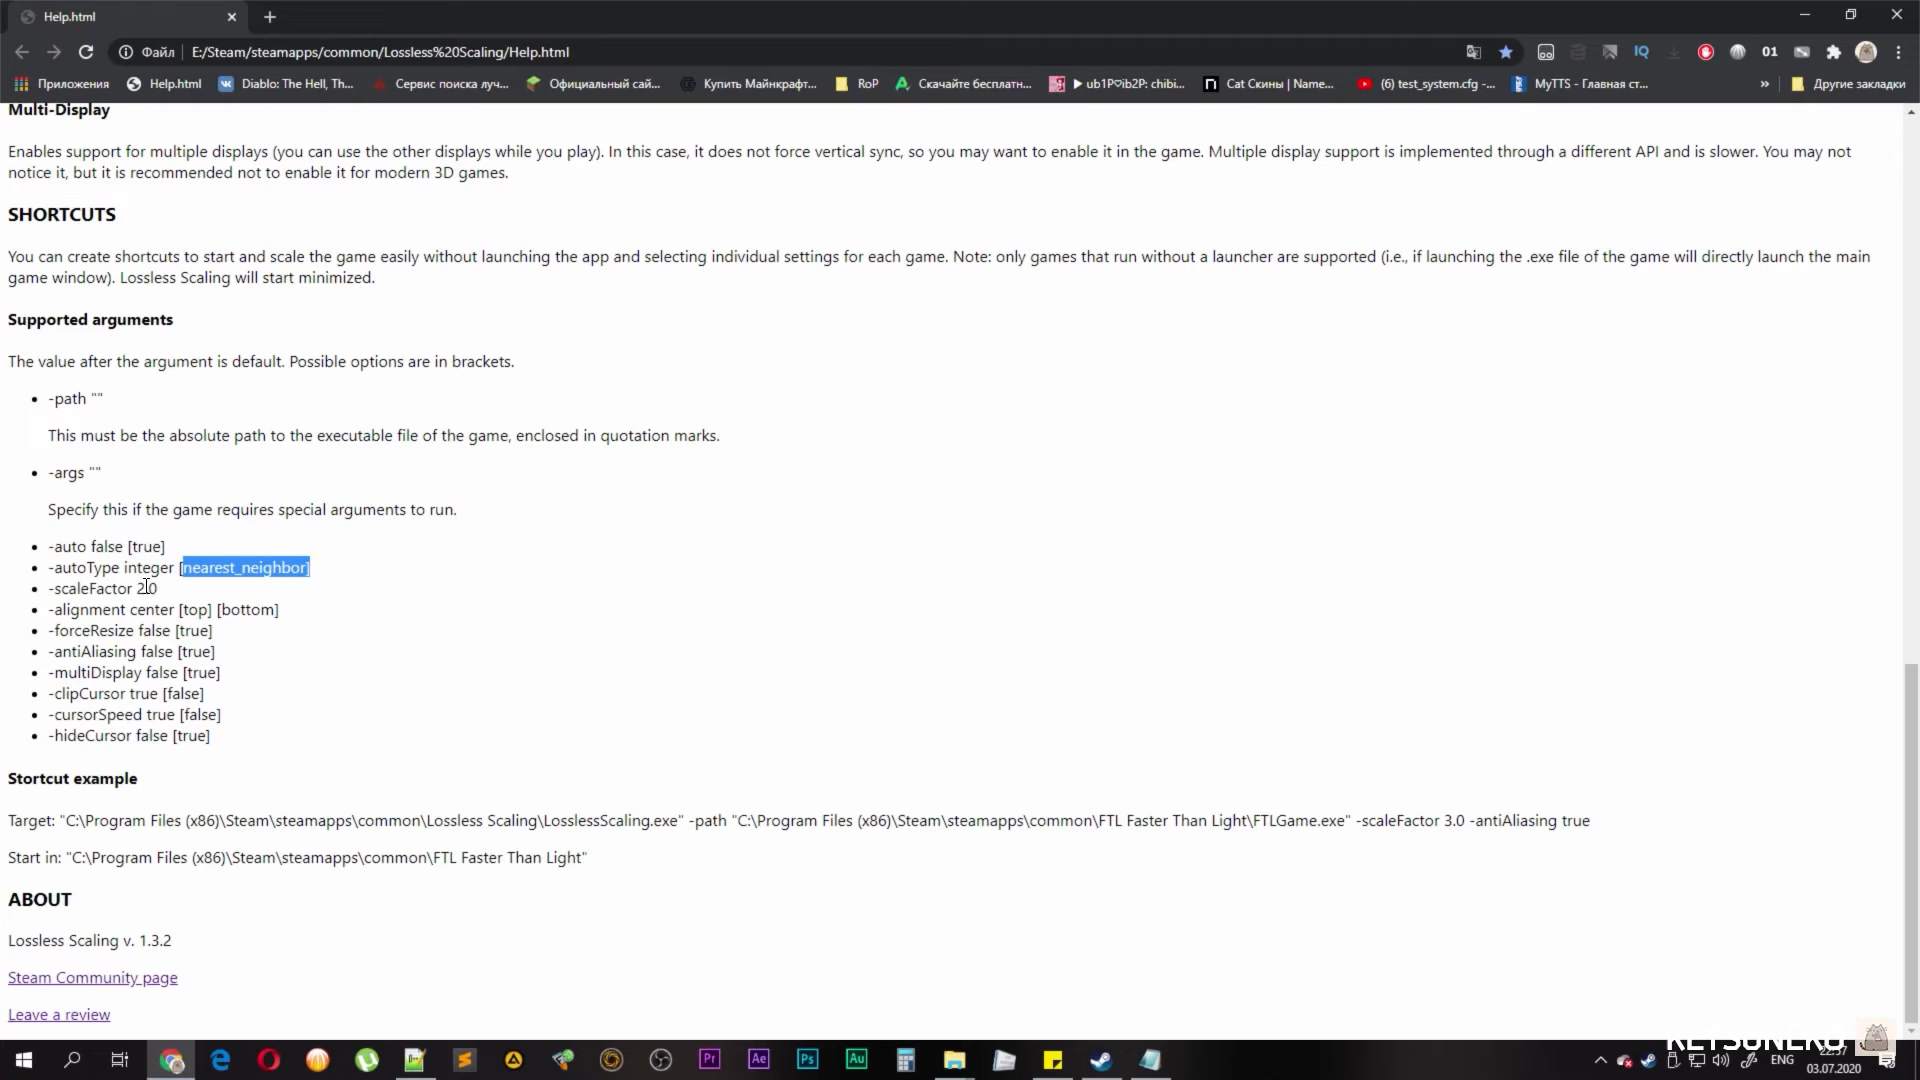 Help.html
Файл | E:/Steam/steamapps/common/Lossless%20Scaling/Help.html
Приложения Help.html Diablo: The Hell, Th... Сервис поиска луч... Официальный сай... Купить Майнкрафт... RoP Скачайте бесплатн... ub1P♡ib2P: chibi... Cat Скины | Name... (6) test_system.cfg -... MyTTS - Главная ст... » Другие закладки
Multi-Display
Enables support for multiple displays (you can use the other displays while you play). In this case, it does not force vertical sync, so you may want to enable it in the game. Multiple display support is implemented through a different API and is slower. You may not
notice it, but it is recommended not to enable it for modern 3D games.
SHORTCUTS
You can create shortcuts to start and scale the game easily without launching the app and selecting individual settings for each game. Note: only games that run without a launcher are supported (i.e., if launching the .exe file of the game will directly launch the main
game window). Lossless Scaling will start minimized.
Supported arguments
The value after the argument is default. Possible options are in brackets.
• -path ""
This must be the absolute path to the executable file of the game, enclosed in quotation marks.
• -args ""
Specify this if the game requires special arguments to run.
• -auto false [true]
• -autoType integer [nearest_neighbor]
• -scaleFactor 2.0
• -alignment center [top] [bottom]
• -forceResize false [true]
• -antiAliasing false [true]
• -multiDisplay false [true]
• -clipCursor true [false]
• -cursorSpeed true [false]
• -hideCursor false [true]
Stortcut example
Target: "C:\Program Files (x86)\Steam\steamapps\common\Lossless Scaling\LosslessScaling.exe" -path "C:\Program Files (x86)\Steam\steamapps\common\FTL Faster Than Light\FTLGame.exe" -scaleFactor 3.0 -antiAliasing true
Start in: "C:\Program Files (x86)\Steam\steamapps\common\FTL Faster Than Light"
ABOUT
Lossless Scaling v. 1.3.2
Steam Community page
Leave a review
KETSUNEKO
Pr Ae Ps Au ENG 22:37
03.07.2020